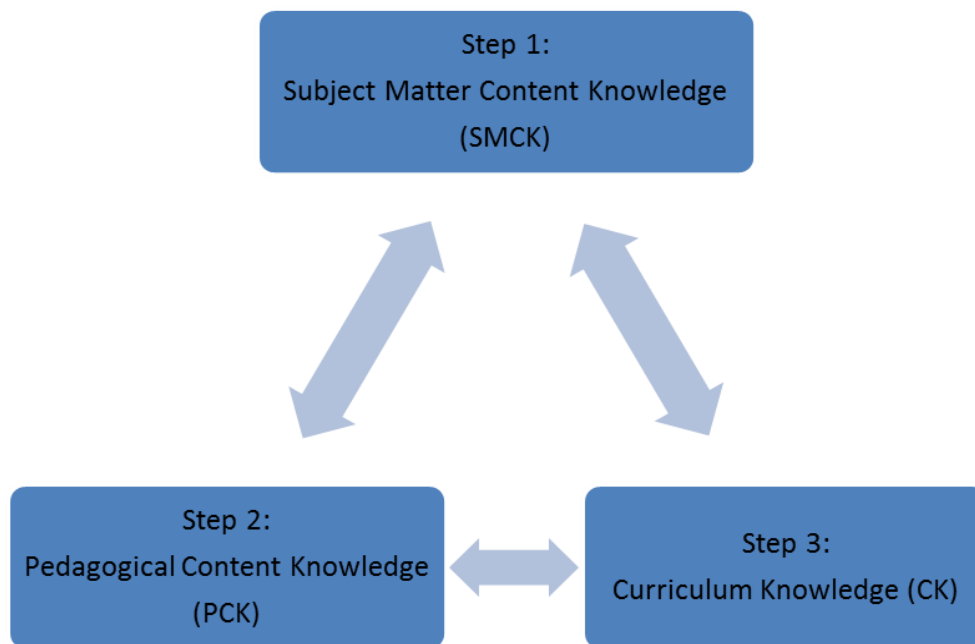 Step 1:
Subject Matter Content Knowledge
(SMCK)
Step 2:
Pedagogical Content Knowledge
(PCK)
Step 3:
Curriculum Knowledge (CK)